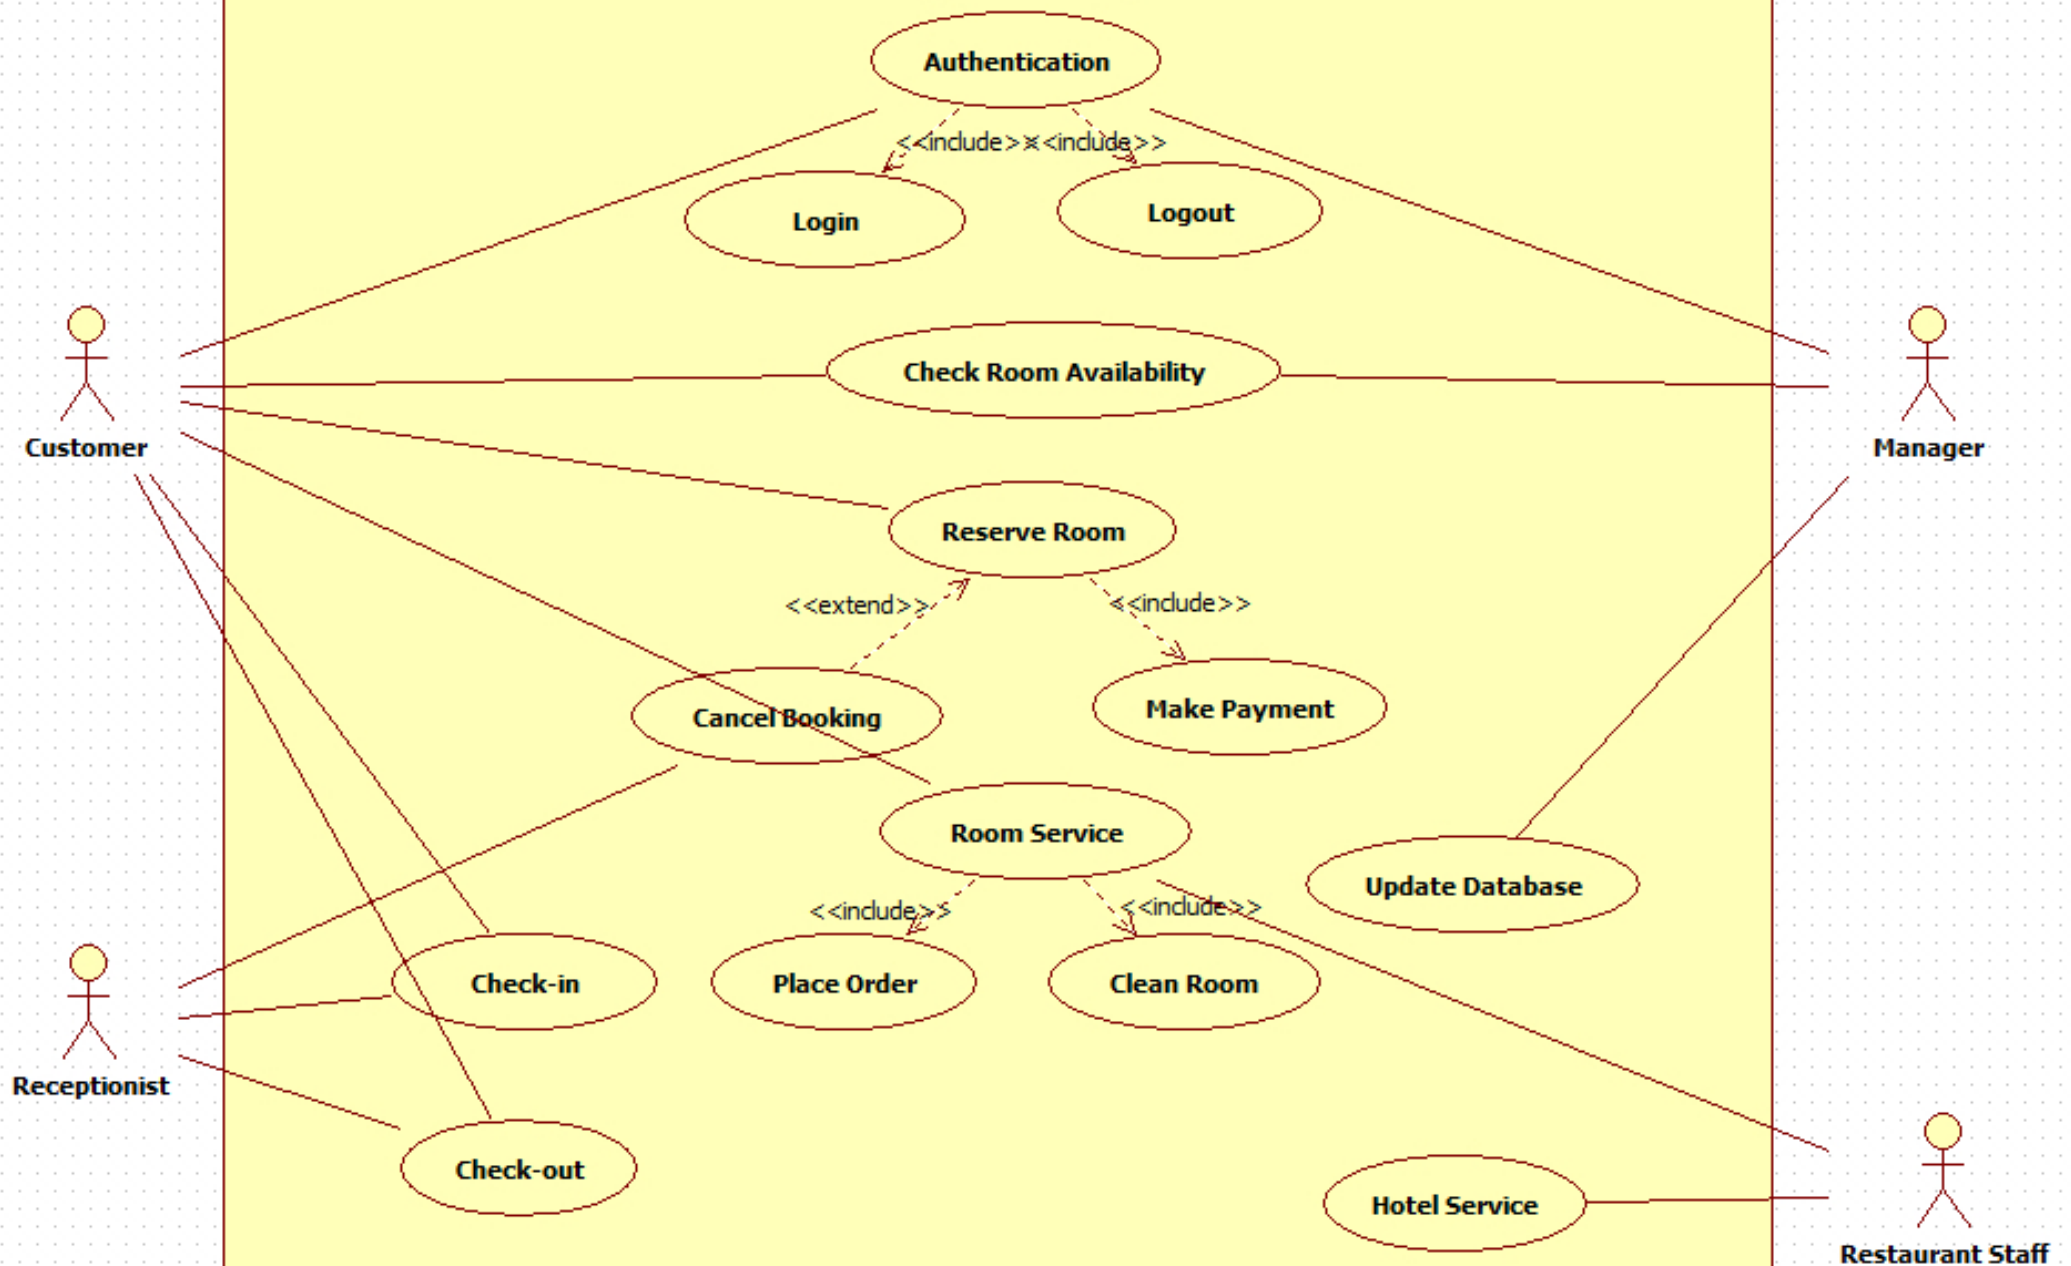 Authentication
<<include>>
<<include>>
Login
Logout
Check Room Availability
Customer
Manager
Reserve Room
<<extend>>
<<include>>
Cancel Booking
Make Payment
Room Service
Update Database
<<include>>
<<include>>
Check-in
Place Order
Clean Room
Receptionist
Check-out
Hotel Service
Restaurant Staff